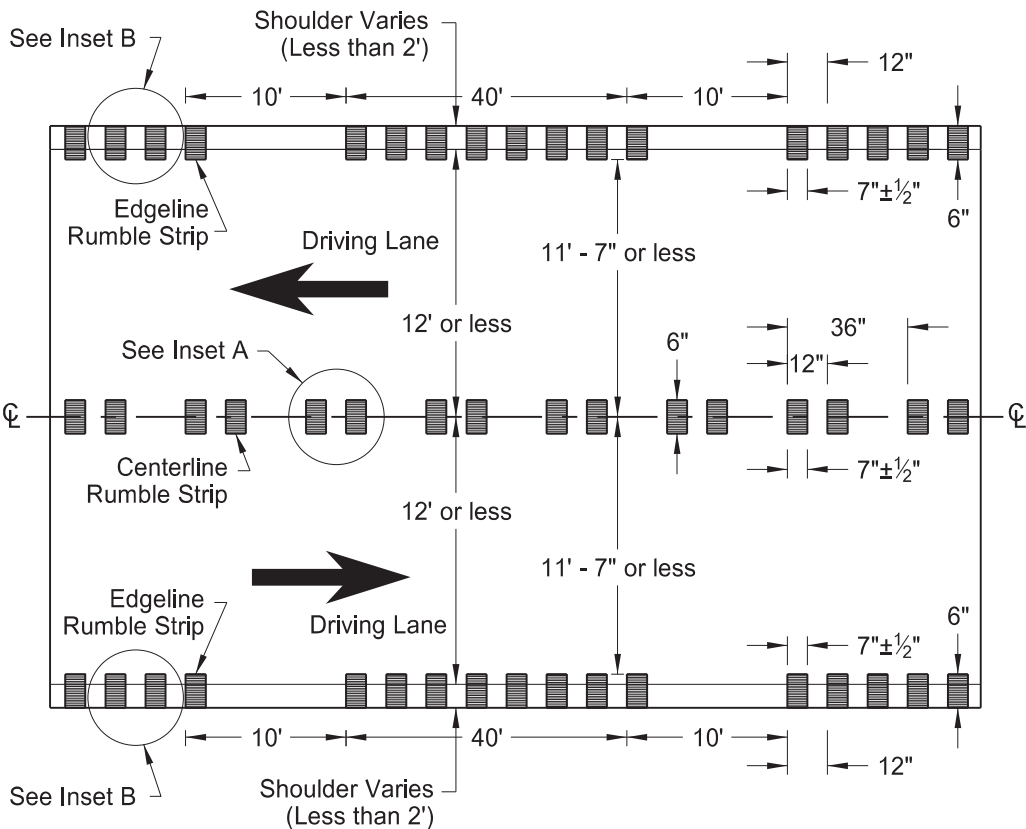 Shoulder Varies
(Less than 2')
See Inset B
12"
10'
40'
10'
7"±½"
6"
Edgeline
Rumble Strip
Driving Lane
11' - 7" or less
12' or less
36"
See Inset A
6"
12"
℄
℄
Centerline
Rumble Strip
7"±½"
12' or less
11' - 7" or less
Edgeline
Rumble Strip
Driving Lane
6"
7"±½"
10'
40'
10'
12"
See Inset B
Shoulder Varies
(Less than 2')